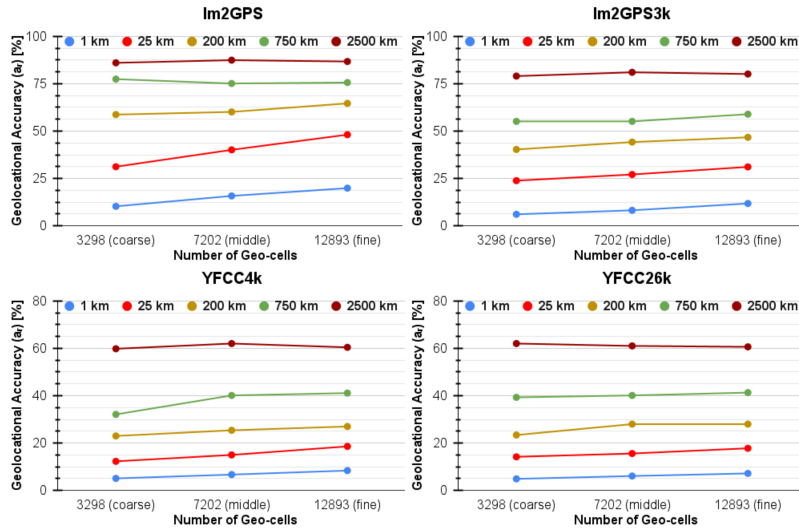 Im2GPS
1 km 25 km 200 km 750 km 2500 km
Geolocational Accuracy (aᵣ) [%]
100
75
50
25
0
3298 (coarse) 7202 (middle) 12893 (fine)
Number of Geo-cells
Im2GPS3k
1 km 25 km 200 km 750 km 2500 km
Geolocational Accuracy (aᵣ) [%]
100
75
50
25
0
3298 (coarse) 7202 (middle) 12893 (fine)
Number of Geo-cells
YFCC4k
1 km 25 km 200 km 750 km 2500 km
Geolocational Accuracy (aᵣ) [%]
80
60
40
20
0
3298 (coarse) 7202 (middle) 12893 (fine)
Number of Geo-cells
YFCC26k
1 km 25 km 200 km 750 km 2500 km
Geolocational Accuracy (aᵣ) [%]
80
60
40
20
0
3298 (coarse) 7202 (middle) 12893 (fine)
Number of Geo-cells